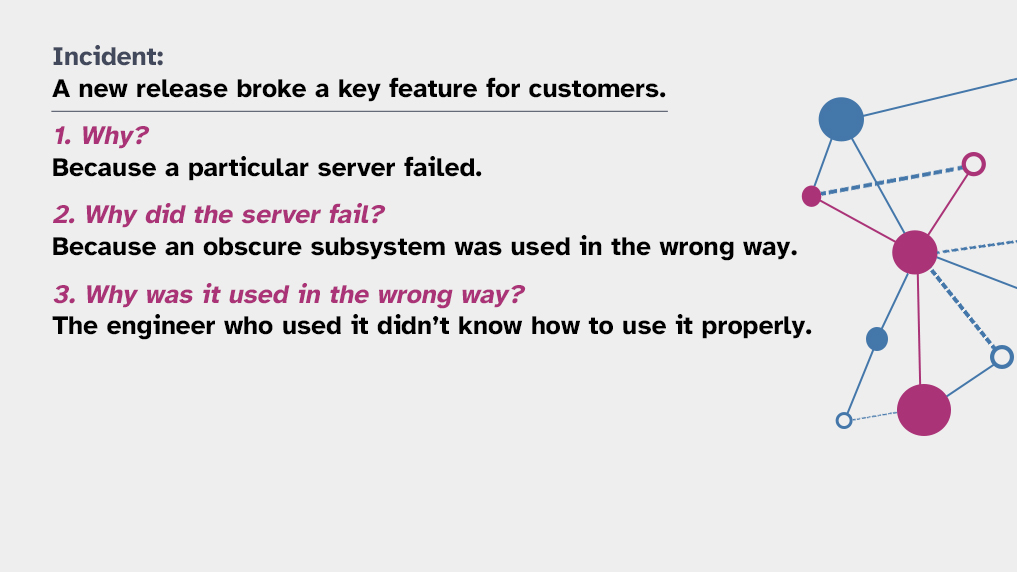 Incident:
A new release broke a key feature for customers.
1. Why?
Because a particular server failed.
2. Why did the server fail?
Because an obscure subsystem was used in the wrong way.
3. Why was it used in the wrong way?
The engineer who used it didn’t know how to use it properly.